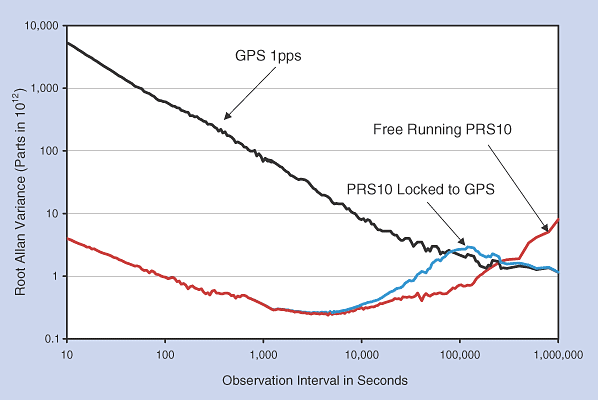 10,000
1,000
100
10
1
0.1
Root Allan Variance (Parts in 10¹²)
GPS 1pps
Free Running PRS10
PRS10 Locked to GPS
10
100
1,000
10,000
100,000
1,000,000
Observation Interval in Seconds